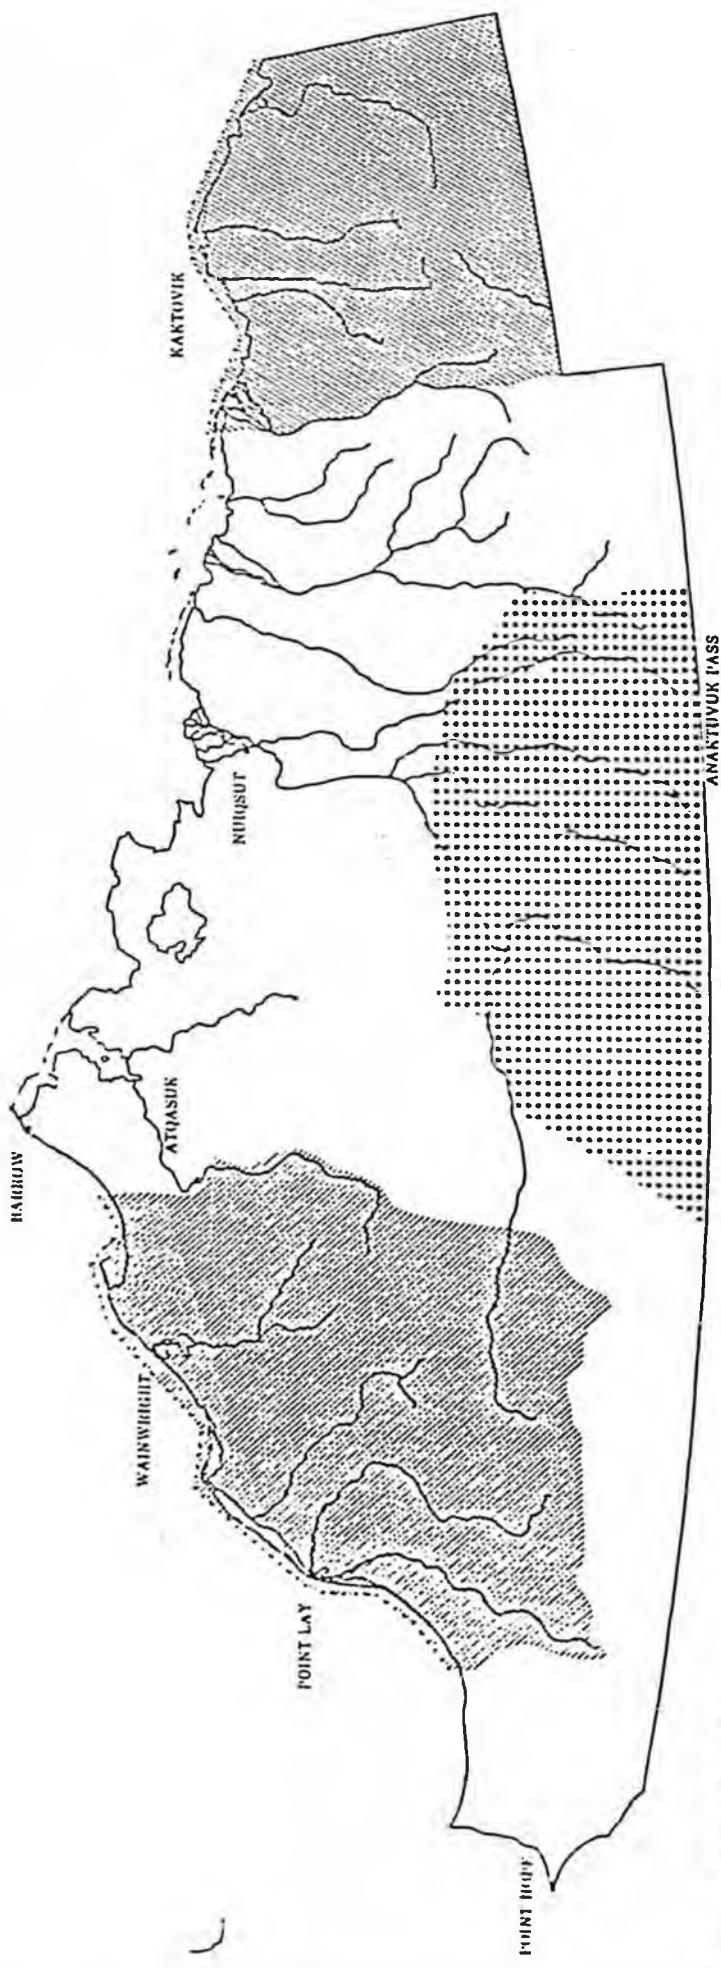 KAKTOVIK
NUIQSUT
BARROW
ATQASUK
WAINWRIGHT
POINT LAY
POINT HOPE
ANAKTUVUK PASS